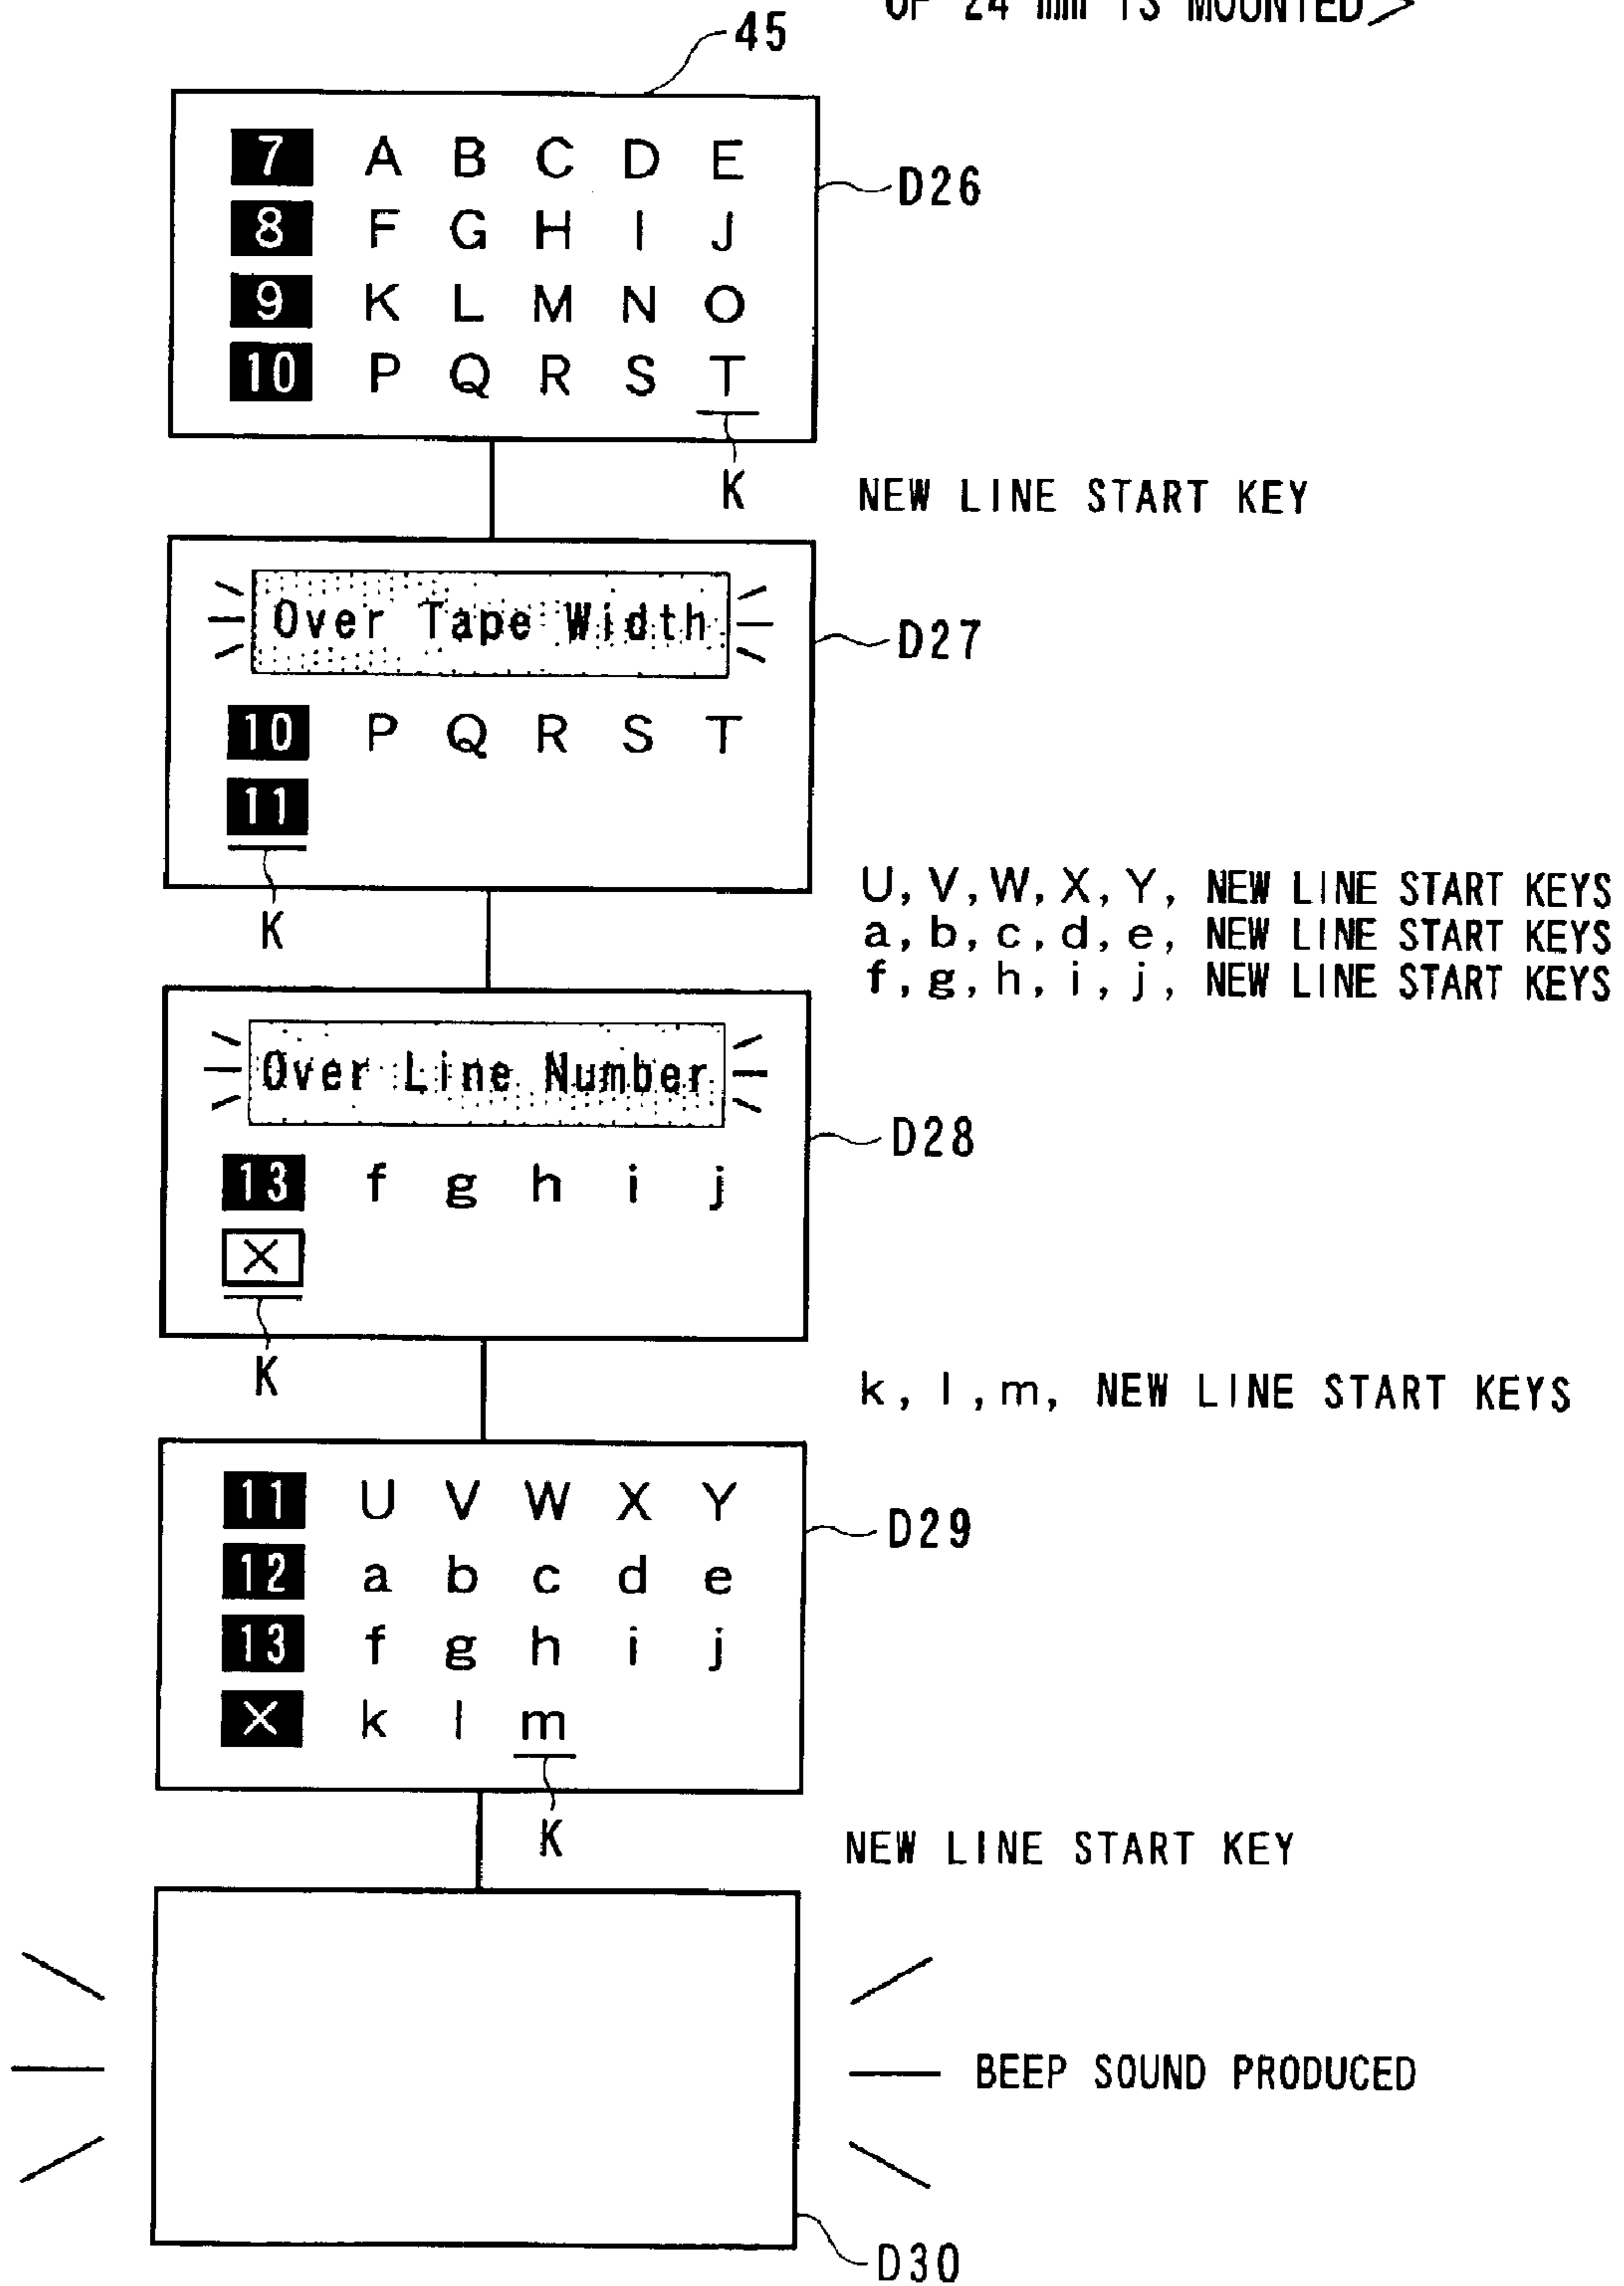 OF 24 mm IS MOUNTED>
45
7 A B C D E
D26
8 F G H I J
9 K L M N O
10 P Q R S T
K
NEW LINE START KEY
Over Tape Width
D27
10 P Q R S T
11
K
U, V, W, X, Y, NEW LINE START KEYS
a, b, c, d, e, NEW LINE START KEYS
f, g, h, i, j, NEW LINE START KEYS
Over Line Number
D28
13 f g h i j
X
K
k, l, m, NEW LINE START KEYS
11 U V W X Y
D29
12 a b c d e
13 f g h i j
X k l m
K
NEW LINE START KEY
BEEP SOUND PRODUCED
D30